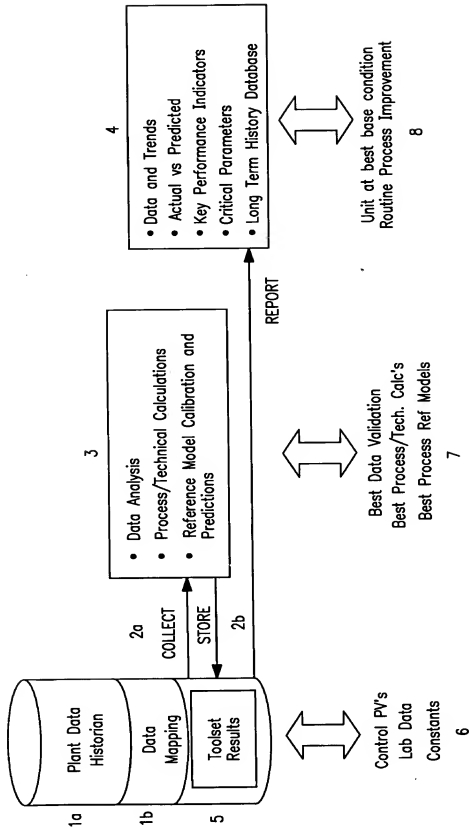 1a
Plant Data
Historian
1b
Data
Mapping
5
Toolset
Results
2a
COLLECT
STORE
2b
3
• Data Analysis
• Process/Technical Calculations
• Reference Model Calibration and
Predictions
REPORT
4
• Data and Trends
• Actual vs Predicted
• Key Performance Indicators
• Critical Parameters
• Long Term History Database
Control PV's
Lab Data
Constants
6
Best Data Validation
Best Process/Tech. Calc's
Best Process Ref Models
7
Unit at best base condition
Routine Process Improvement
8